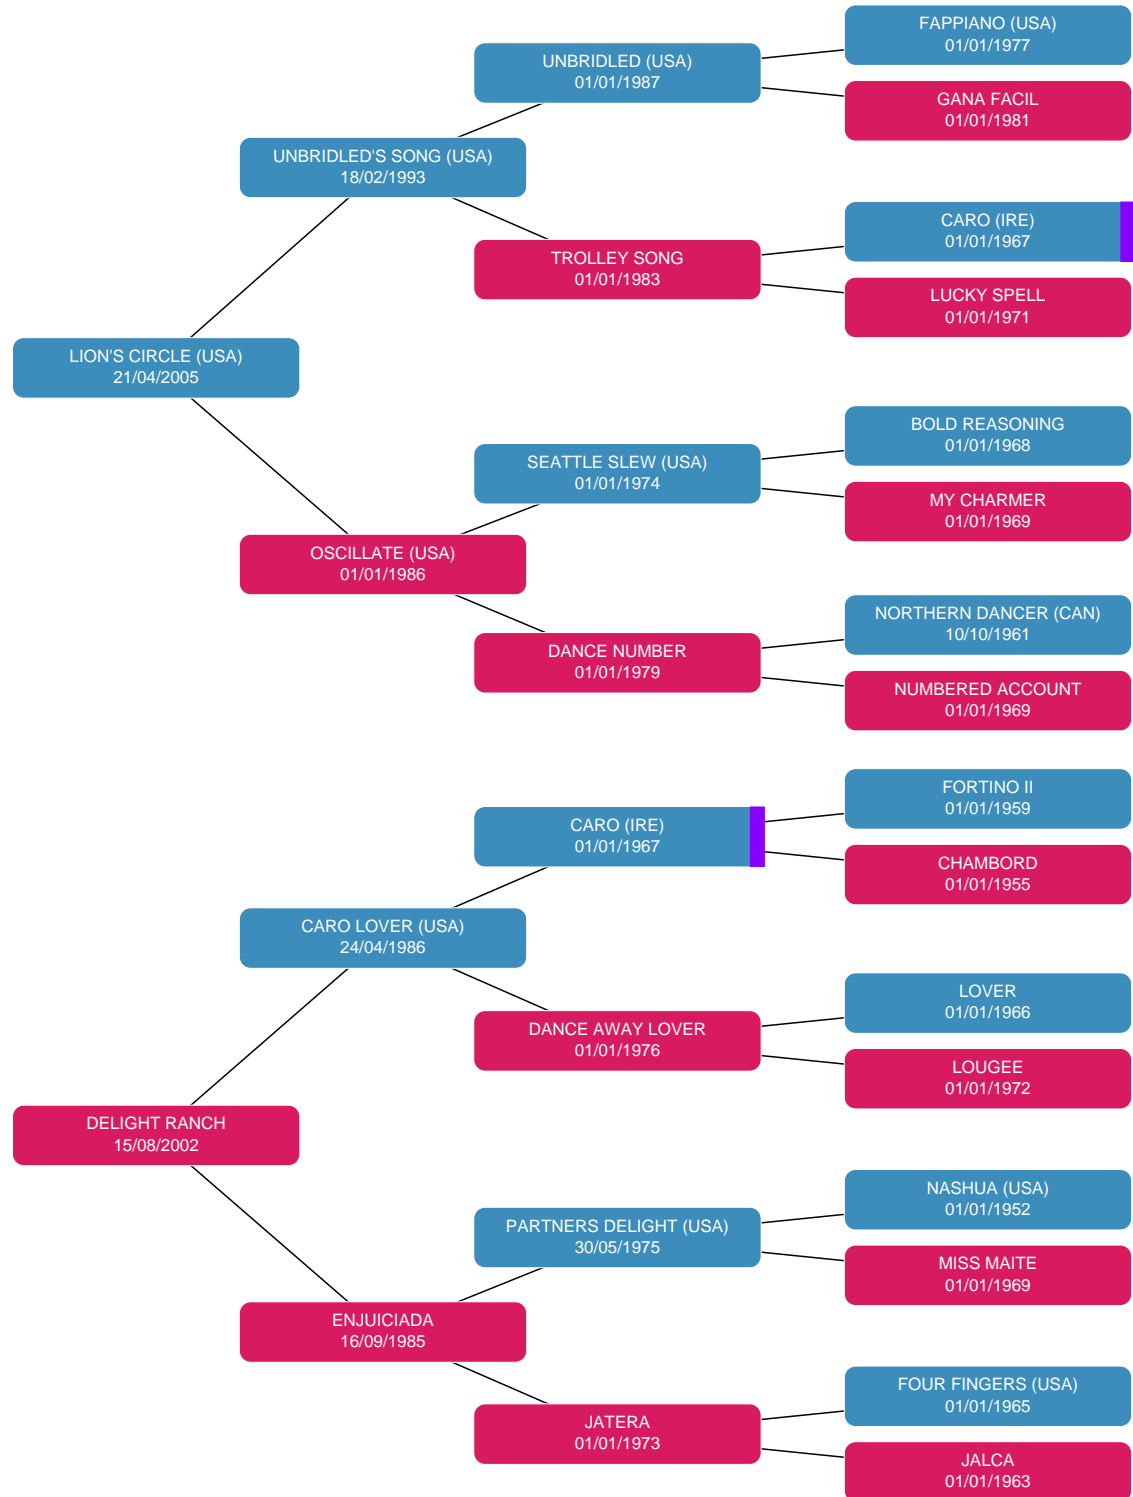 FAPPIANO (USA)
01/01/1977
UNBRIDLED (USA)
01/01/1987
GANA FACIL
01/01/1981
UNBRIDLED'S SONG (USA)
18/02/1993
CARO (IRE)
01/01/1967
TROLLEY SONG
01/01/1983
LUCKY SPELL
01/01/1971
LION'S CIRCLE (USA)
21/04/2005
BOLD REASONING
01/01/1968
SEATTLE SLEW (USA)
01/01/1974
MY CHARMER
01/01/1969
OSCILLATE (USA)
01/01/1986
NORTHERN DANCER (CAN)
10/10/1961
DANCE NUMBER
01/01/1979
NUMBERED ACCOUNT
01/01/1969
FORTINO II
01/01/1959
CARO (IRE)
01/01/1967
CHAMBORD
01/01/1955
CARO LOVER (USA)
24/04/1986
LOVER
01/01/1966
DANCE AWAY LOVER
01/01/1976
LOUGEE
01/01/1972
DELIGHT RANCH
15/08/2002
NASHUA (USA)
01/01/1952
PARTNERS DELIGHT (USA)
30/05/1975
MISS MAITE
01/01/1969
ENJUICIADA
16/09/1985
FOUR FINGERS (USA)
01/01/1965
JATERA
01/01/1973
JALCA
01/01/1963